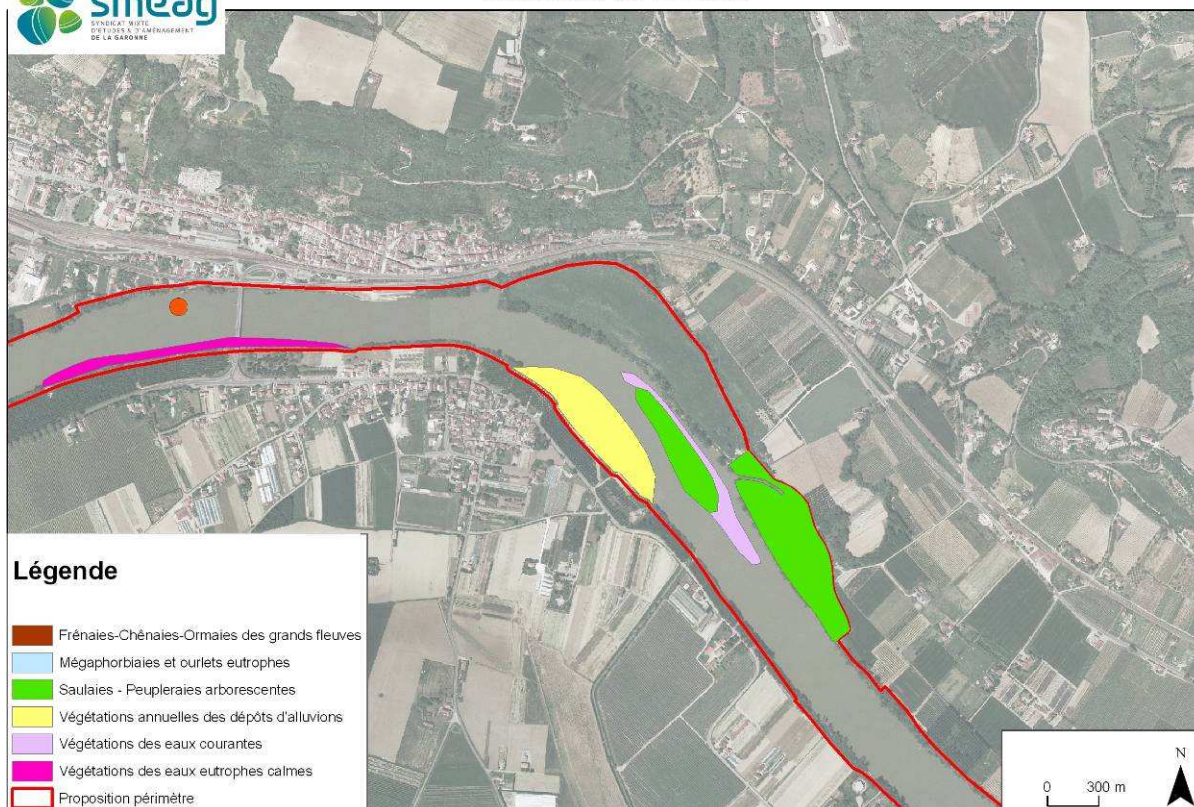 smeag
SYNDICAT MIXTE
D'ÉTUDES & D'AMÉNAGEMENT
DE LA GARONNE
Légende
Frênaies-Chênaies-Ormaies des grands fleuves
Mégaphorbiaies et ourlets eutrophes
Saulaies - Peupleraies arborescentes
Végétations annuelles des dépôts d'alluvions
Végétations des eaux courantes
Végétations des eaux eutrophes calmes
Proposition périmètre
N
0 300 m